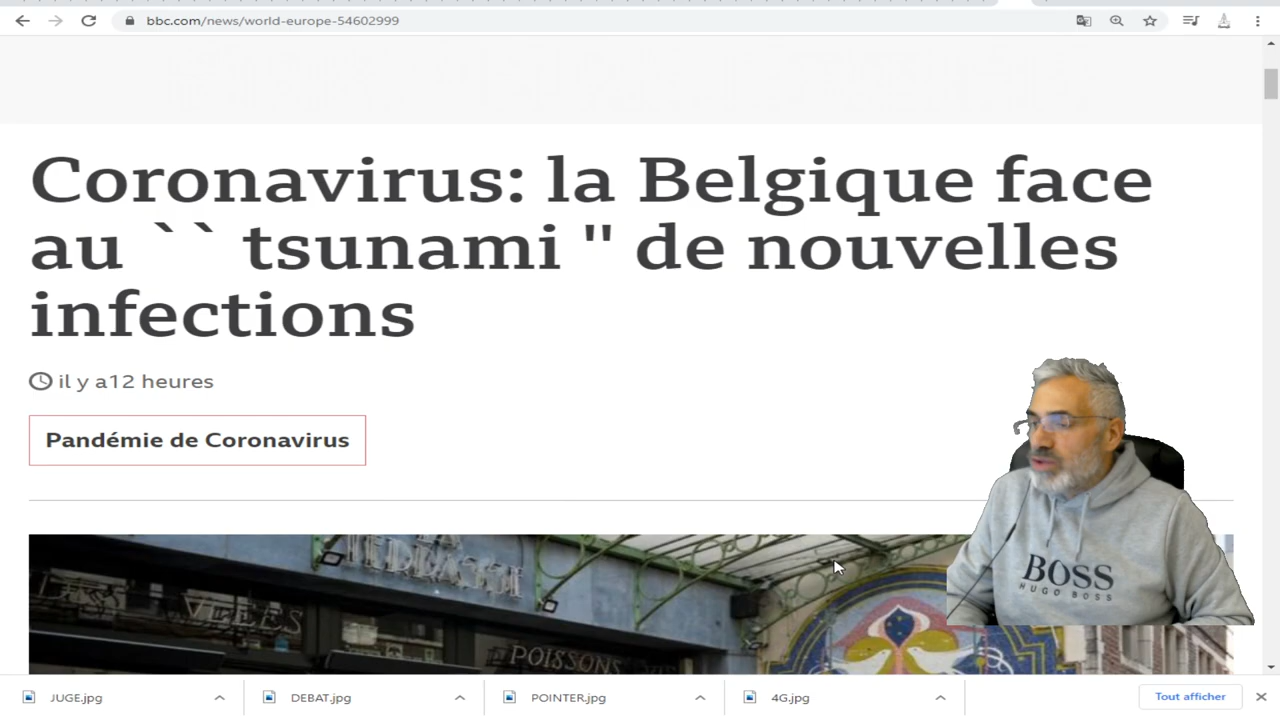 bbc.com/news/world-europe-54602999
Coronavirus: la Belgique face
au `` tsunami " de nouvelles
infections
il y a12 heures
Pandémie de Coronavirus
BOSS
HUGO BOSS
VLEES
POISSONS
JUGE.jpg
DEBAT.jpg
POINTER.jpg
4G.jpg
Tout afficher